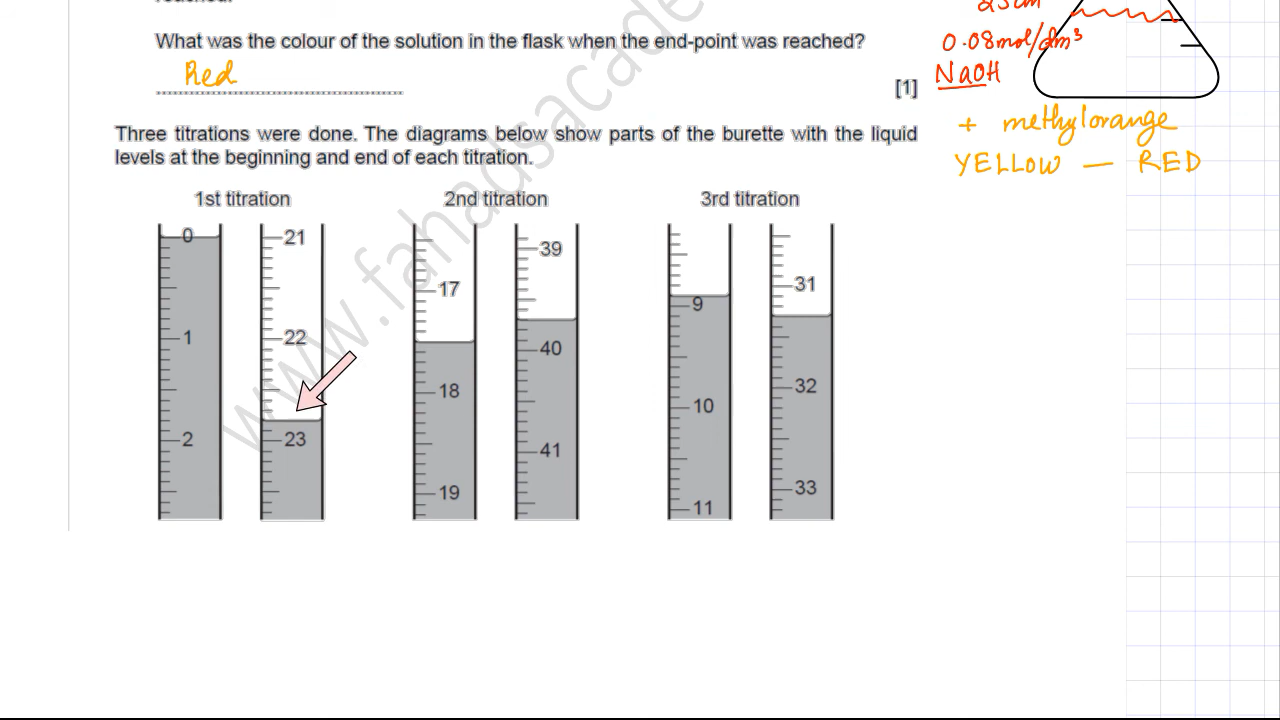 What was the colour of the solution in the flask when the end-point was reached?
Red
[1]
0.08mol/dm³
NaOH
+ methylorange
YELLOW — RED
Three titrations were done. The diagrams below show parts of the burette with the liquid
levels at the beginning and end of each titration.
1st titration 2nd titration 3rd titration
0
1
2
21
22
23
17
18
19
39
40
41
9
10
11
31
32
33